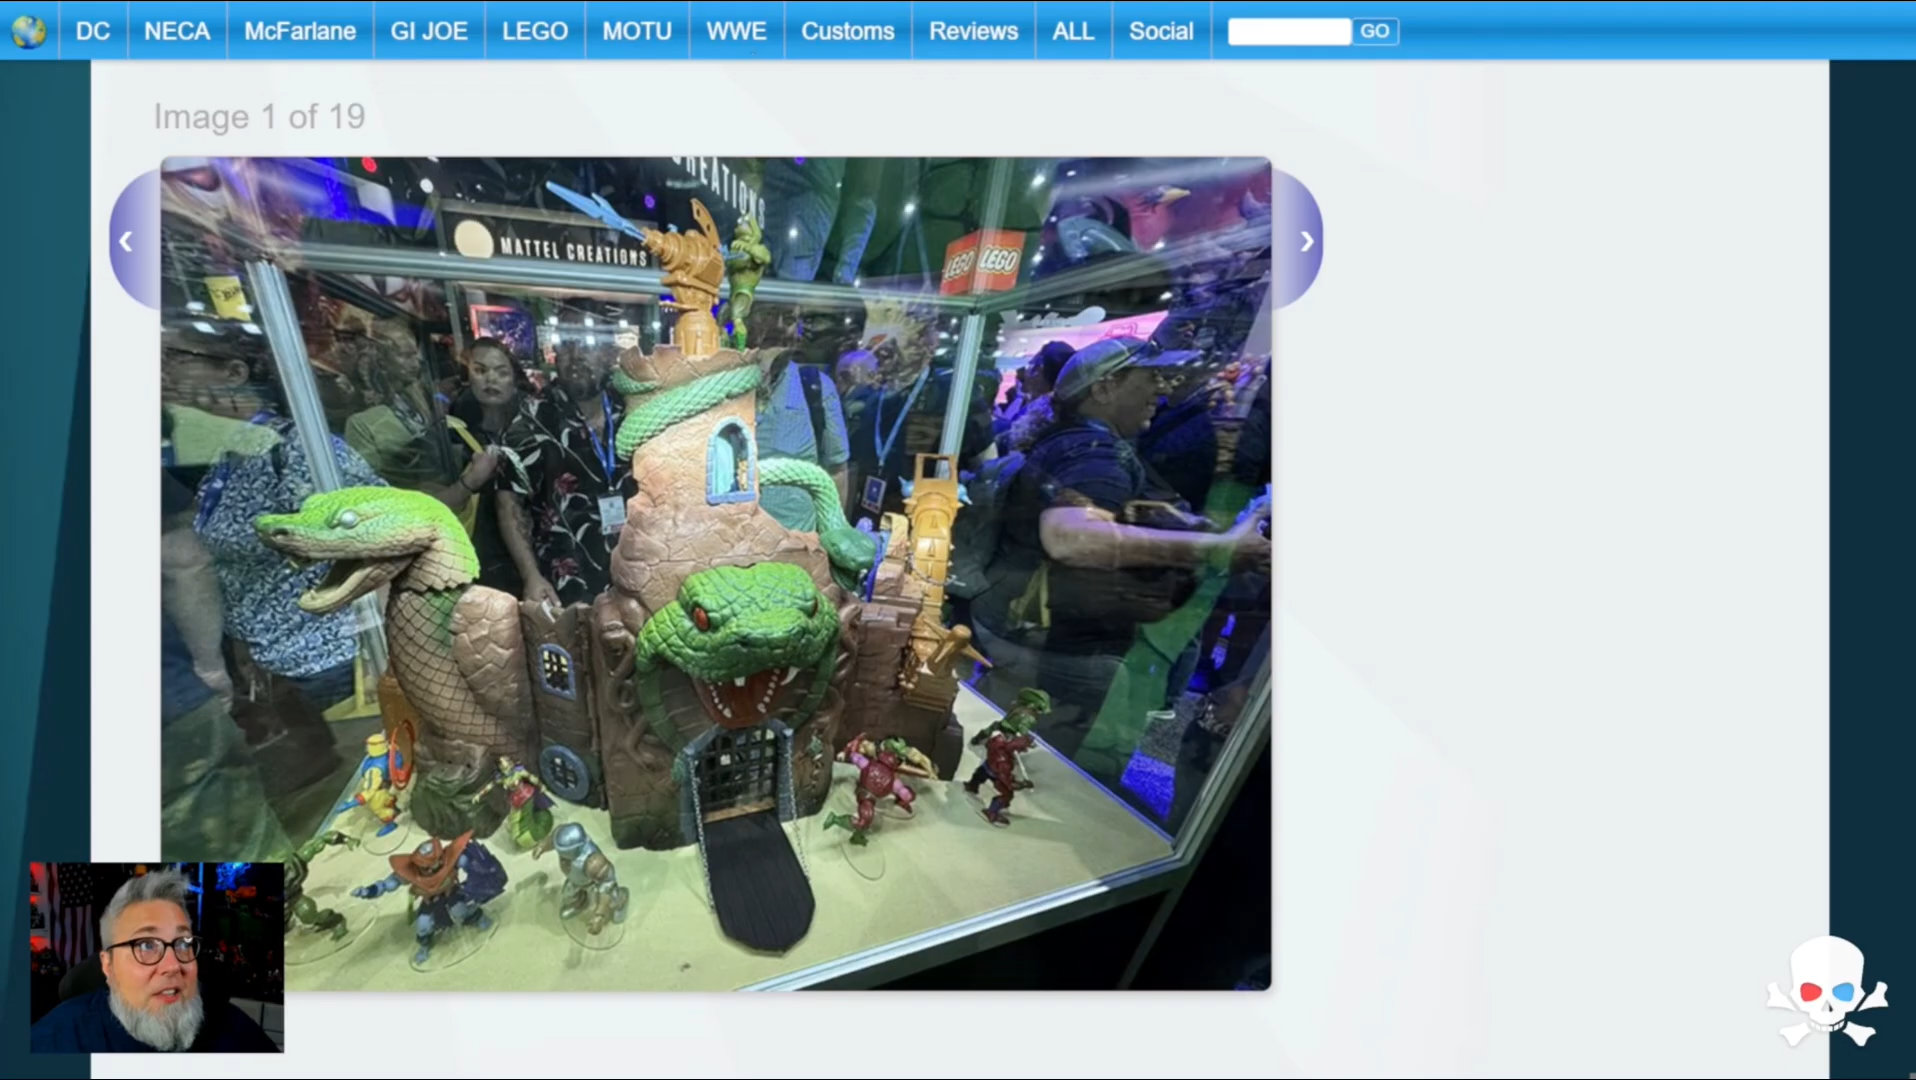 DC NECA McFarlane GI JOE LEGO MOTU WWE Customs Reviews ALL Social GO
Image 1 of 19
CREATIONS
MATTEL CREATIONS
LEGO LEGO